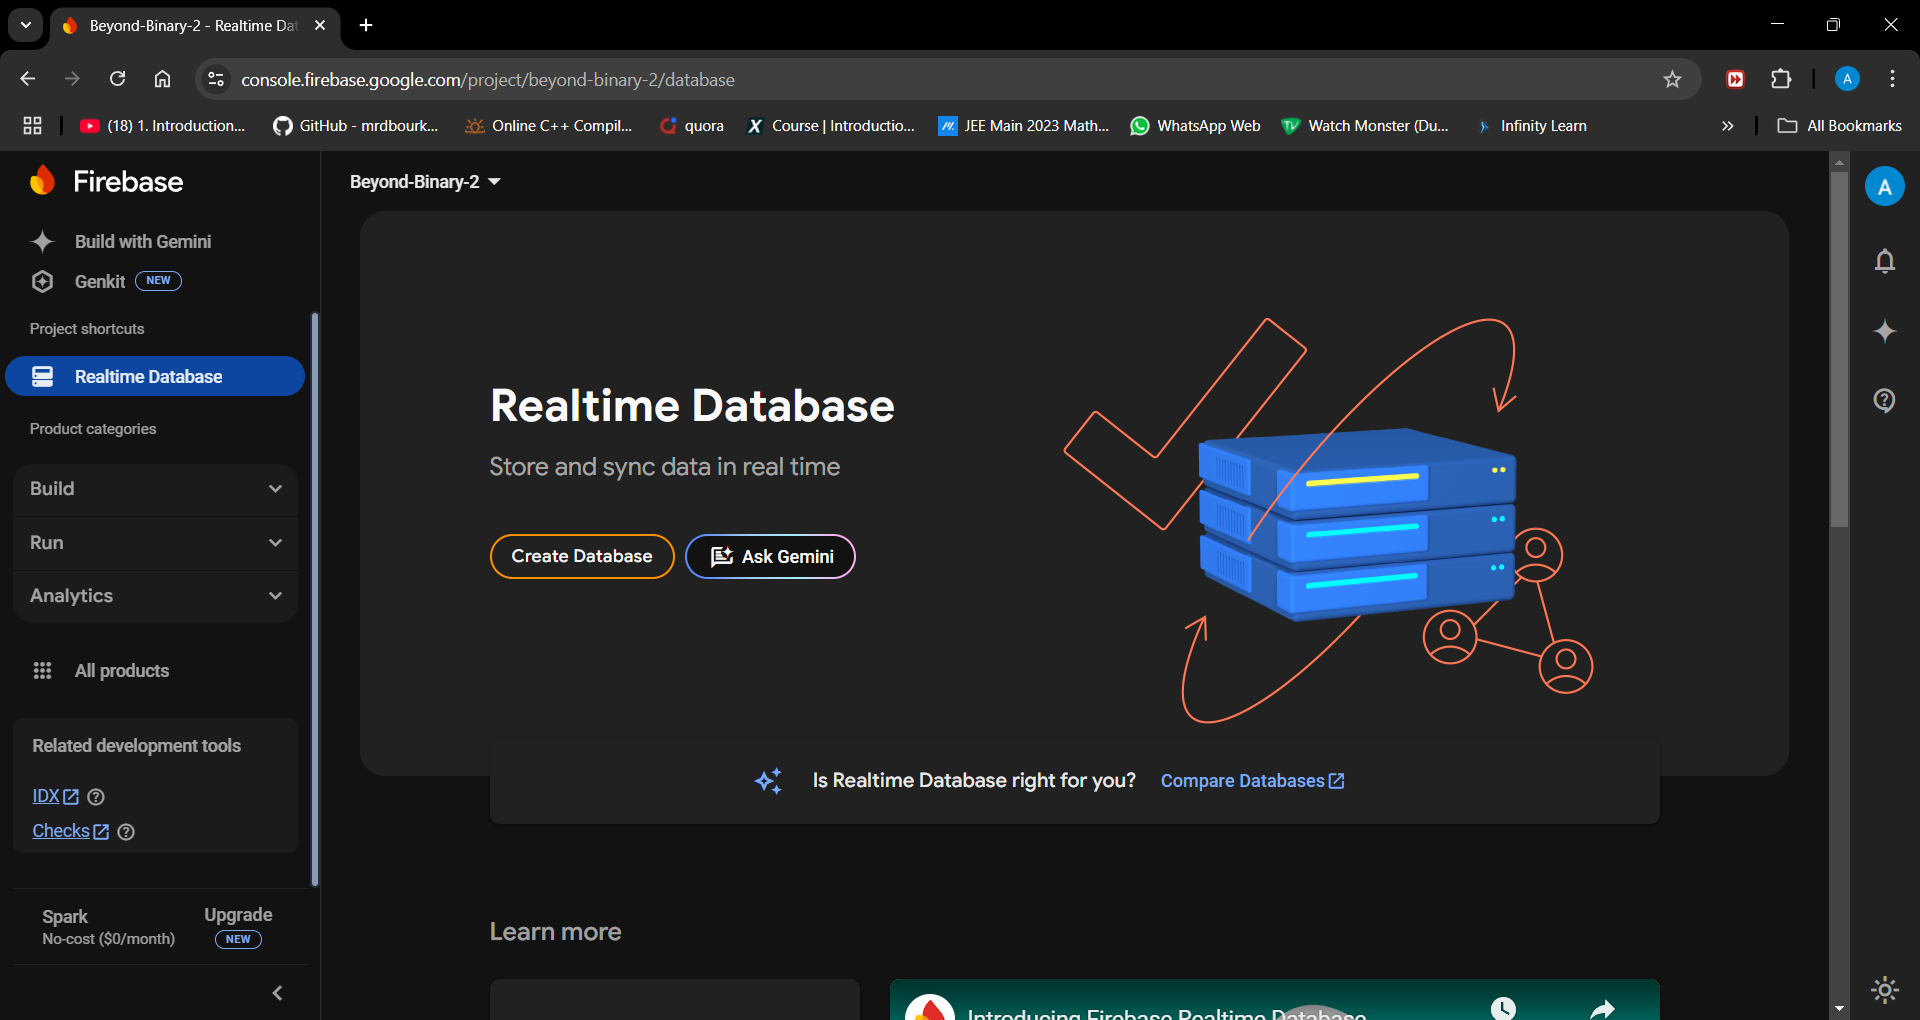 Beyond-Binary-2 - Realtime Dat
console.firebase.google.com/project/beyond-binary-2/database
A
(18) 1. Introduction...
GitHub - mrdbourk...
Online C++ Compil...
quora
Course | Introductio...
JEE Main 2023 Math...
WhatsApp Web
Watch Monster (Du...
Infinity Learn
All Bookmarks
Firebase
Beyond-Binary-2
A
Build with Gemini
Genkit NEW
Project shortcuts
Realtime Database
Product categories
Build
Run
Analytics
All products
Related development tools
IDX
Checks
Spark
No-cost ($0/month)
Upgrade
NEW
Realtime Database
Store and sync data in real time
Create Database
Ask Gemini
Is Realtime Database right for you? Compare Databases
Learn more
Introducing Firebase Realtime Database